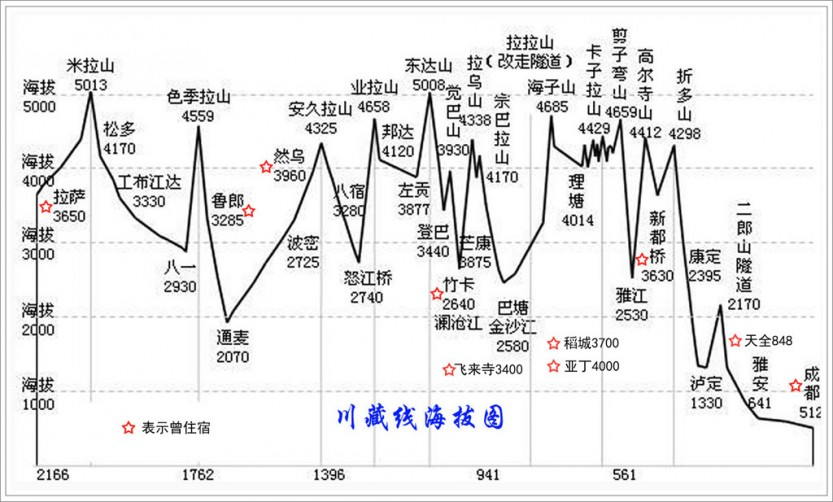 米拉山
5013
色季拉山
4559
安久拉山
4325
业拉山
4658
东达山
5008
觉巴山
3930
拉乌山
4338
宗巴拉山
4170
拉拉山
(改走隧道)
海子山
4685
卡子拉山
4429
剪子弯山
4659
高尔寺山
4412
折多山
4298
海拔
5000
海拔
4000
海拔
3000
海拔
2000
海拔
1000
拉萨
3650
松多
4170
工布江达
3330
八一
2930
鲁郎
3285
通麦
2070
然乌
3960
波密
2725
八宿
3280
怒江桥
2740
邦达
4120
左贡
3877
登巴
3440
竹卡
2640
澜沧江
芒康
3875
巴塘
金沙江
2580
理塘
4014
雅江
2530
新都桥
3630
康定
2395
二郎山隧道
2170
泸定
1330
雅安
641
天全848
成都
512
稻城3700
亚丁4000
飞来寺3400
川藏线海拔图
表示曾住宿
2166
1762
1396
941
561